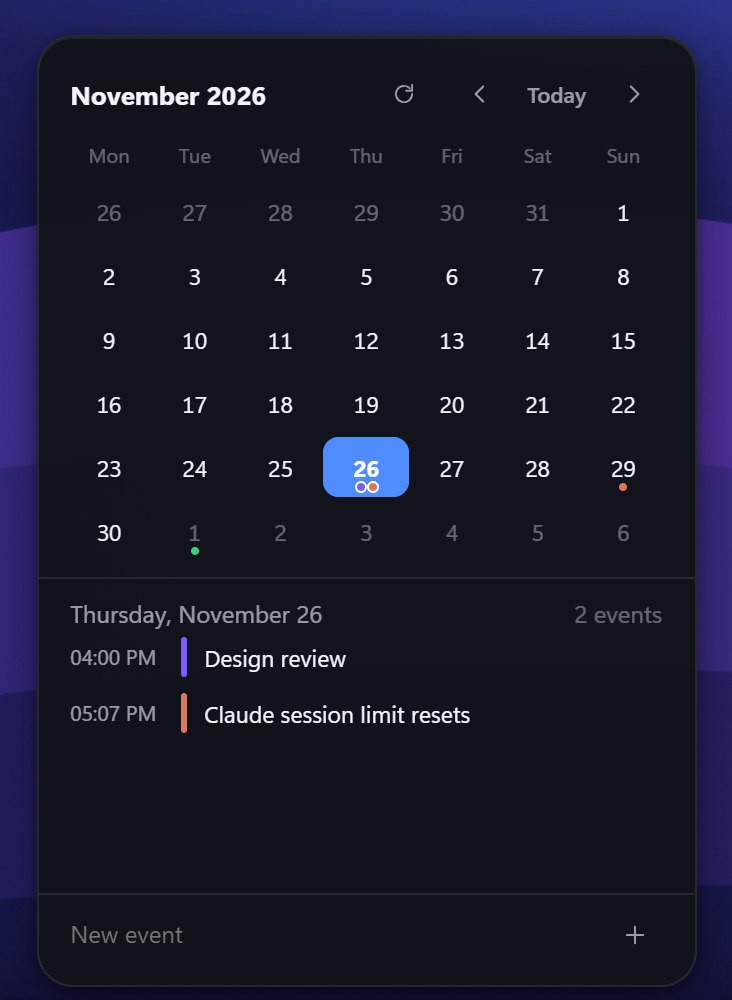 November 2026 Today
Mon Tue Wed Thu Fri Sat Sun
26 27 28 29 30 31 1
2 3 4 5 6 7 8
9 10 11 12 13 14 15
16 17 18 19 20 21 22
23 24 25 26 27 28 29
30 1 2 3 4 5 6
Thursday, November 26 2 events
04:00 PM Design review
05:07 PM Claude session limit resets
New event